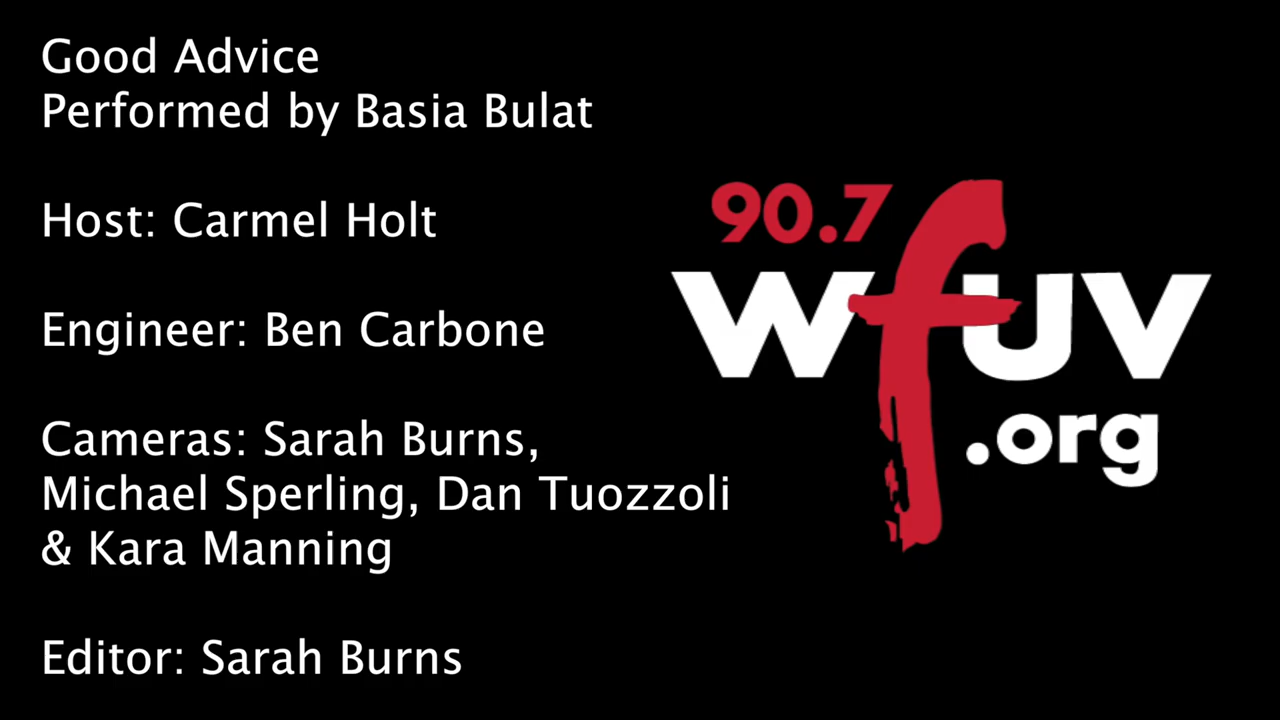 Good Advice
Performed by Basia Bulat
Host: Carmel Holt
Engineer: Ben Carbone
Cameras: Sarah Burns,
Michael Sperling, Dan Tuozzoli
& Kara Manning
Editor: Sarah Burns
90.7
wfuv
.org